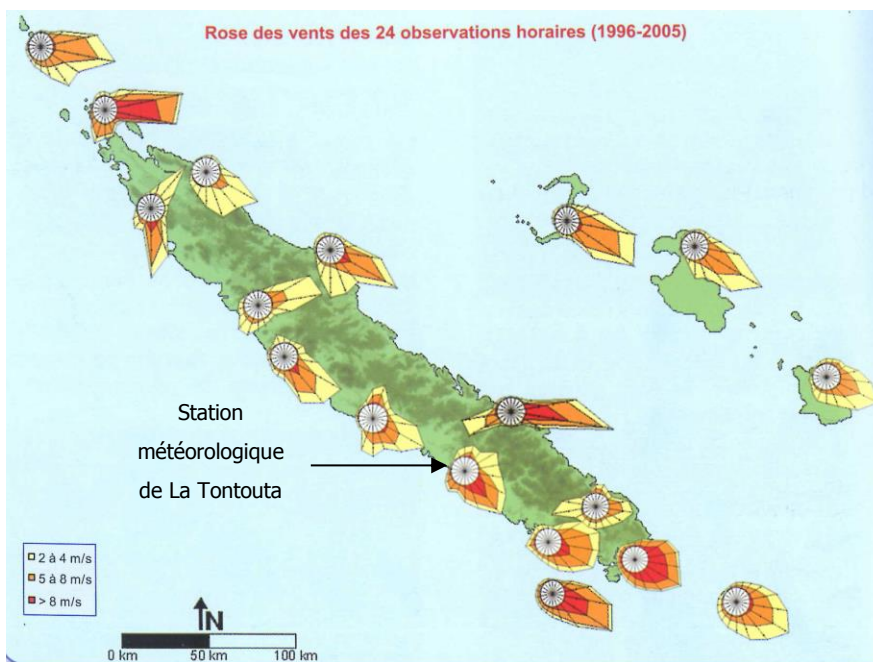 Rose des vents des 24 observations horaires (1996-2005)
Station
météorologique
de La Tontouta
2 à 4 m/s
5 à 8 m/s
> 8 m/s
N
0 km 50 km 100 km